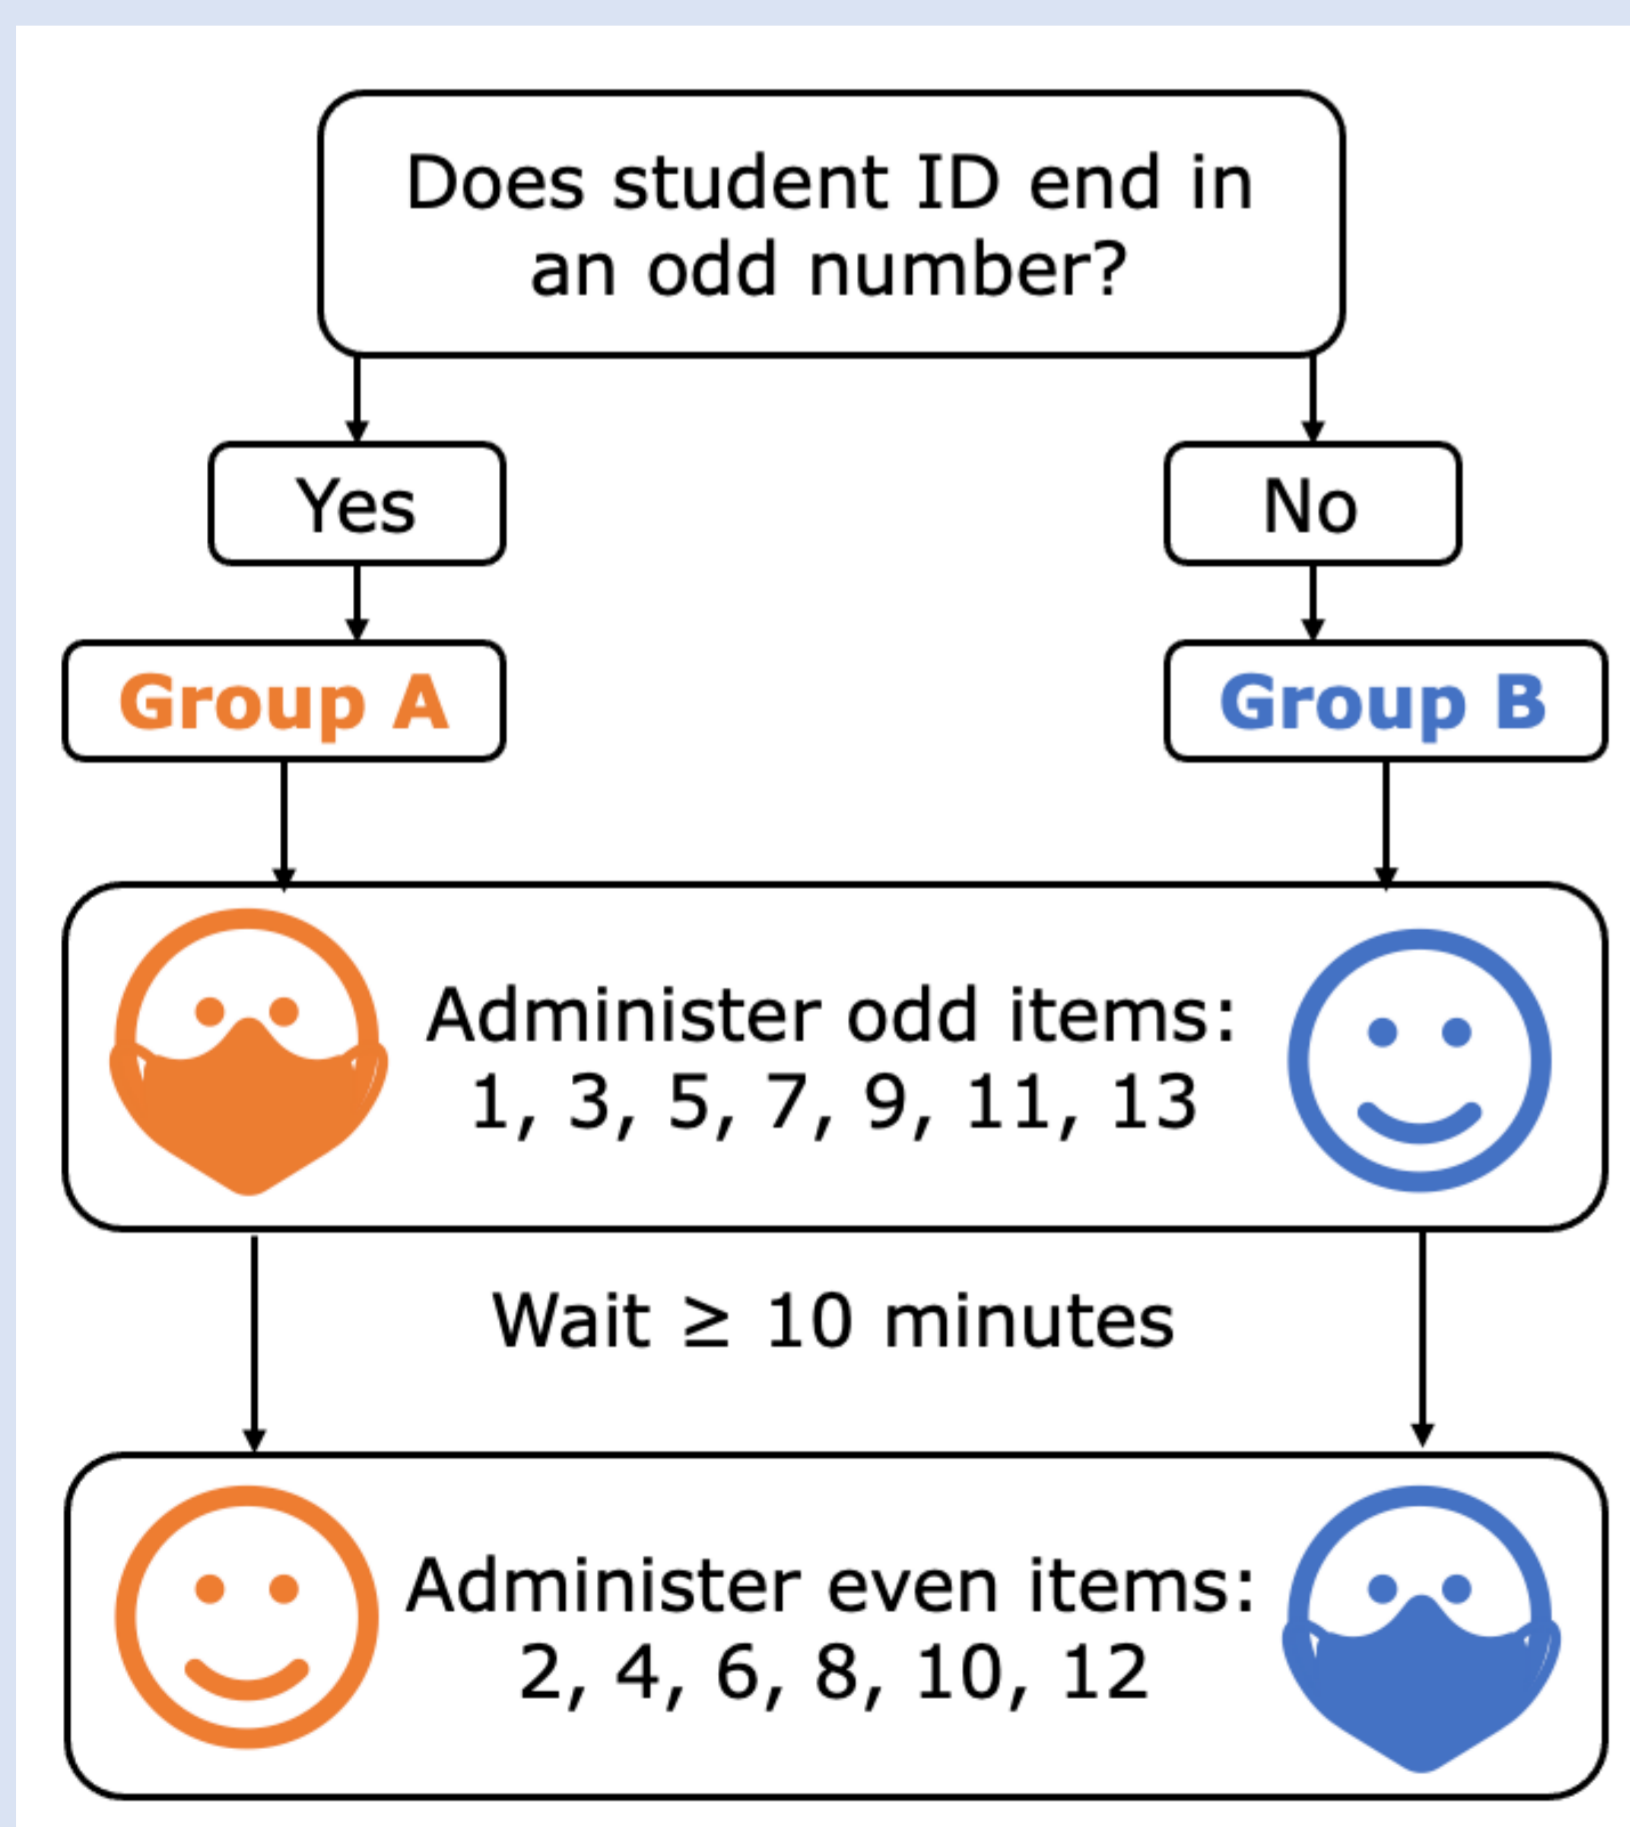 Does student ID end in
an odd number?
Yes
No
Group A
Group B
Administer odd items:
1, 3, 5, 7, 9, 11, 13
Wait ≥ 10 minutes
Administer even items:
2, 4, 6, 8, 10, 12